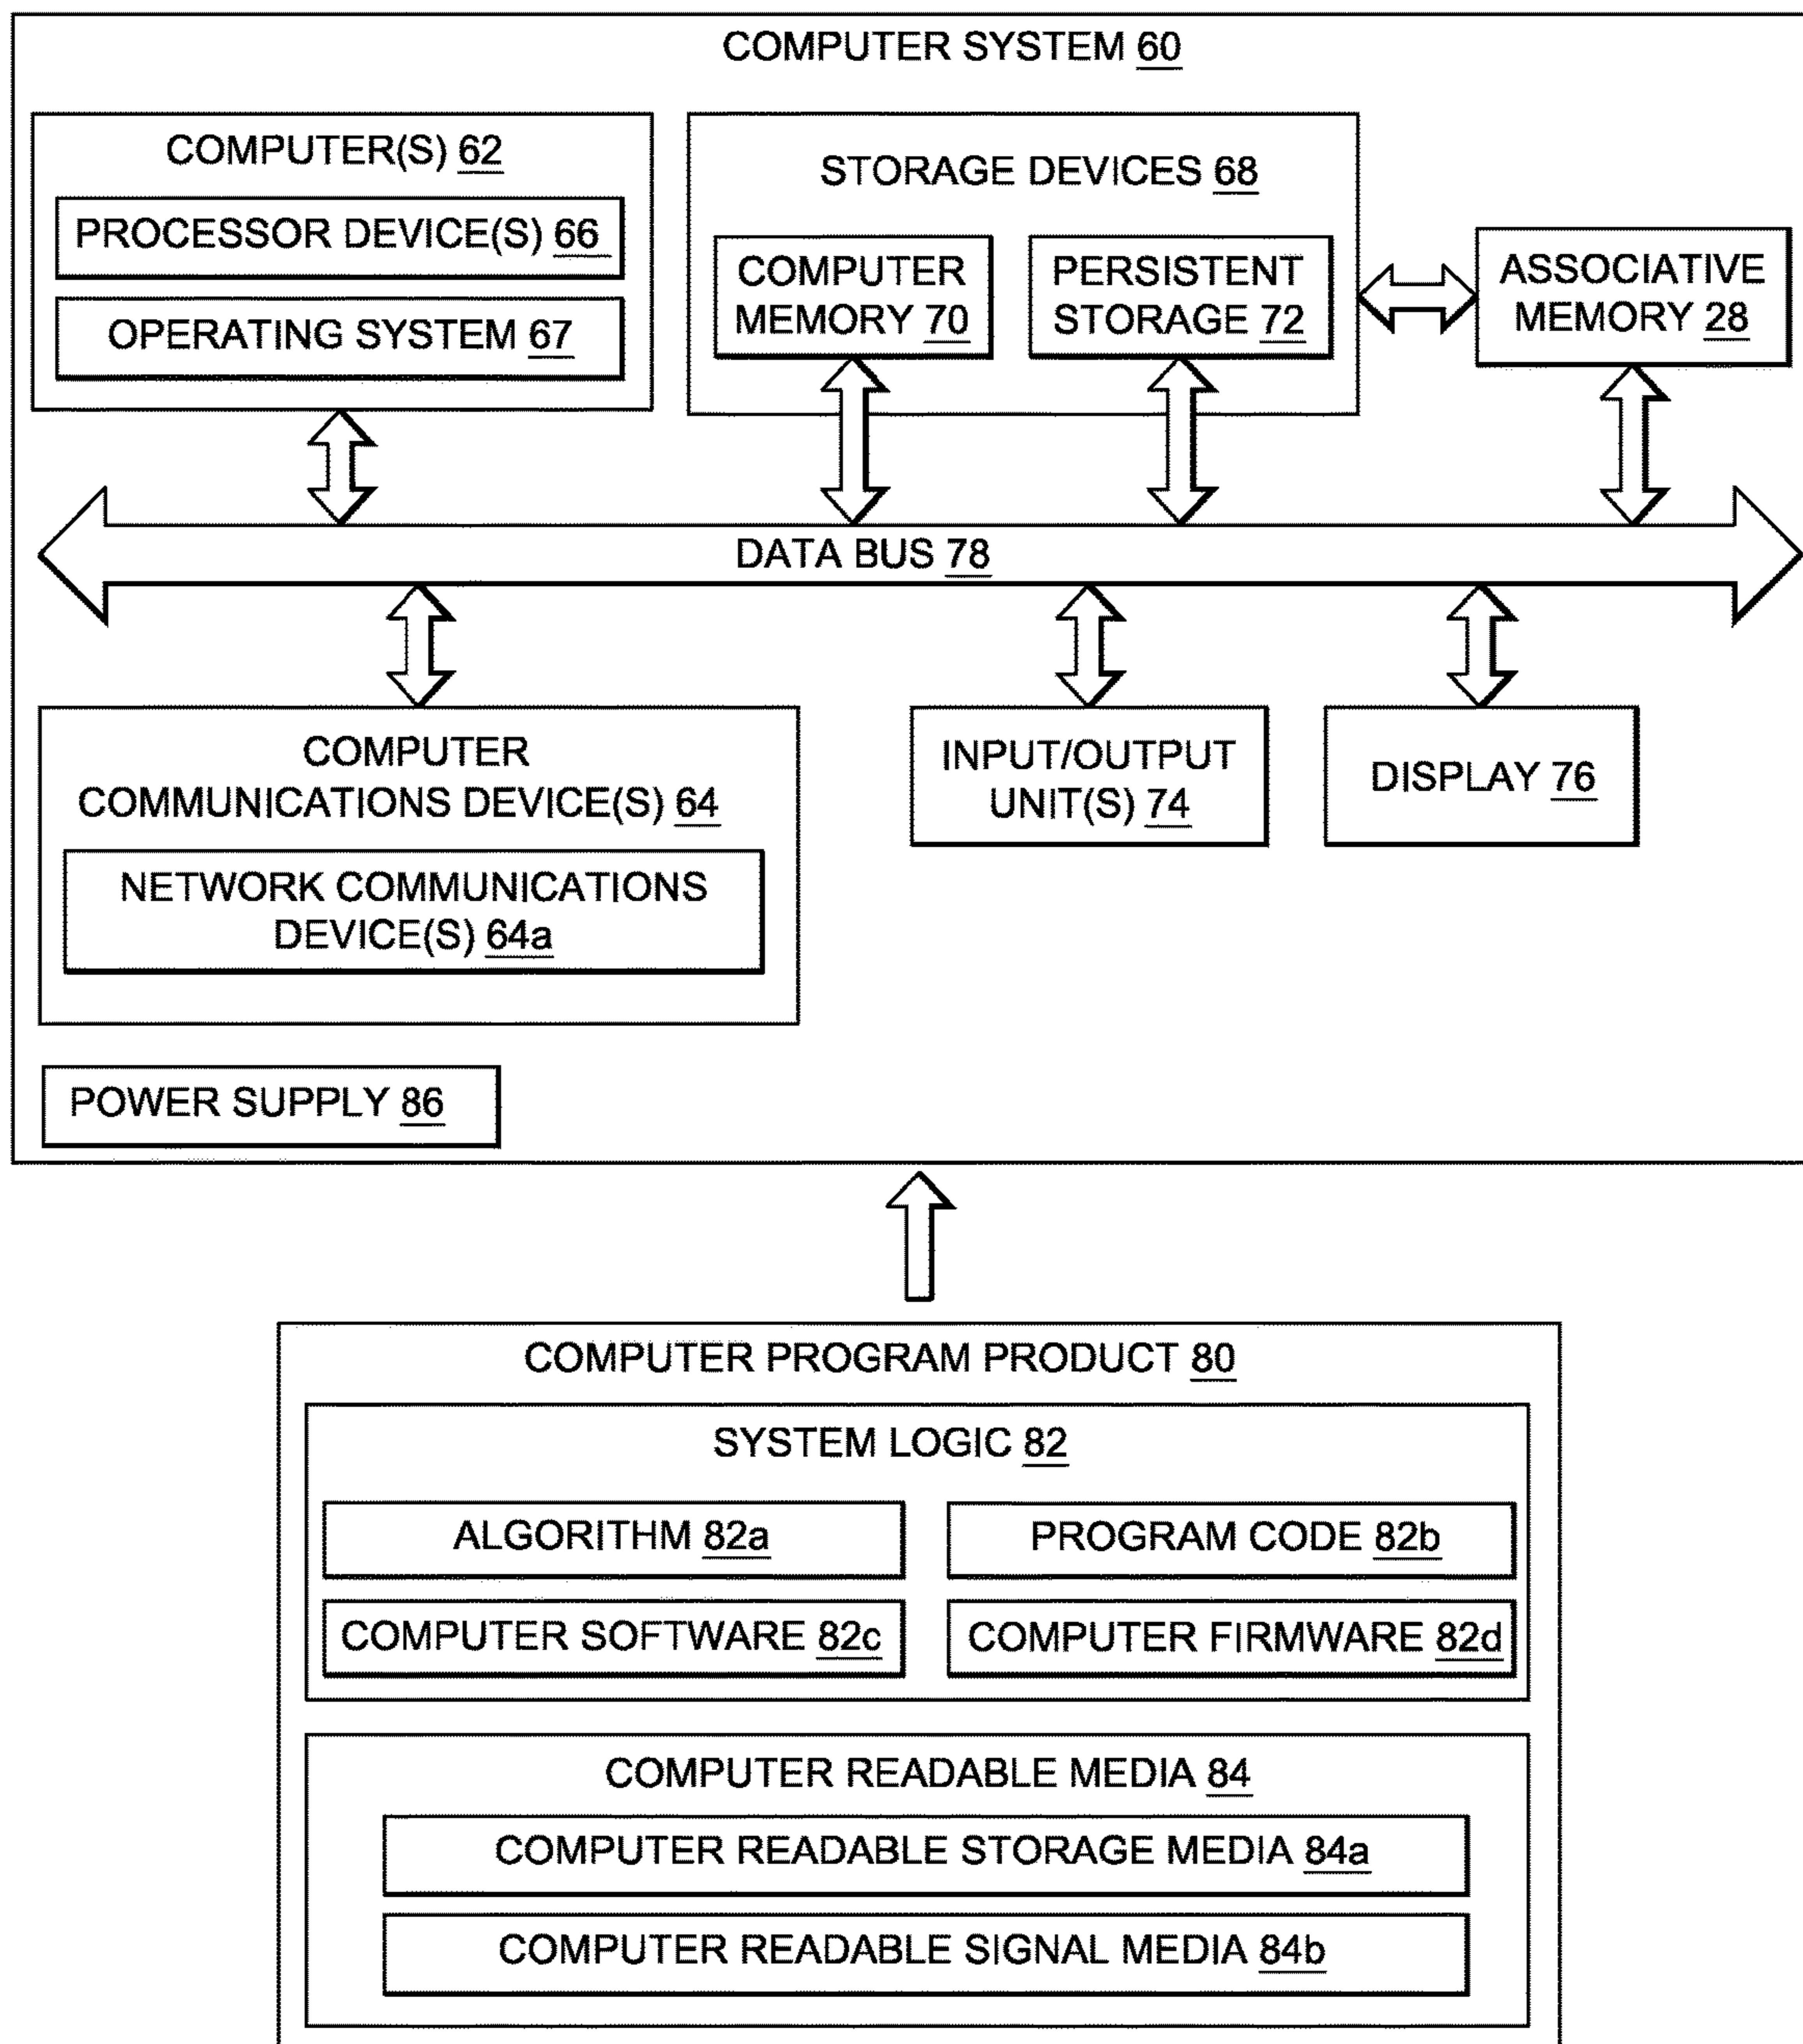 COMPUTER SYSTEM 60
COMPUTER(S) 62
PROCESSOR DEVICE(S) 66
OPERATING SYSTEM 67
STORAGE DEVICES 68
COMPUTER
MEMORY 70
PERSISTENT
STORAGE 72
ASSOCIATIVE
MEMORY 28
DATA BUS 78
COMPUTER
COMMUNICATIONS DEVICE(S) 64
NETWORK COMMUNICATIONS
DEVICE(S) 64a
INPUT/OUTPUT
UNIT(S) 74
DISPLAY 76
POWER SUPPLY 86
COMPUTER PROGRAM PRODUCT 80
SYSTEM LOGIC 82
ALGORITHM 82a
PROGRAM CODE 82b
COMPUTER SOFTWARE 82c
COMPUTER FIRMWARE 82d
COMPUTER READABLE MEDIA 84
COMPUTER READABLE STORAGE MEDIA 84a
COMPUTER READABLE SIGNAL MEDIA 84b